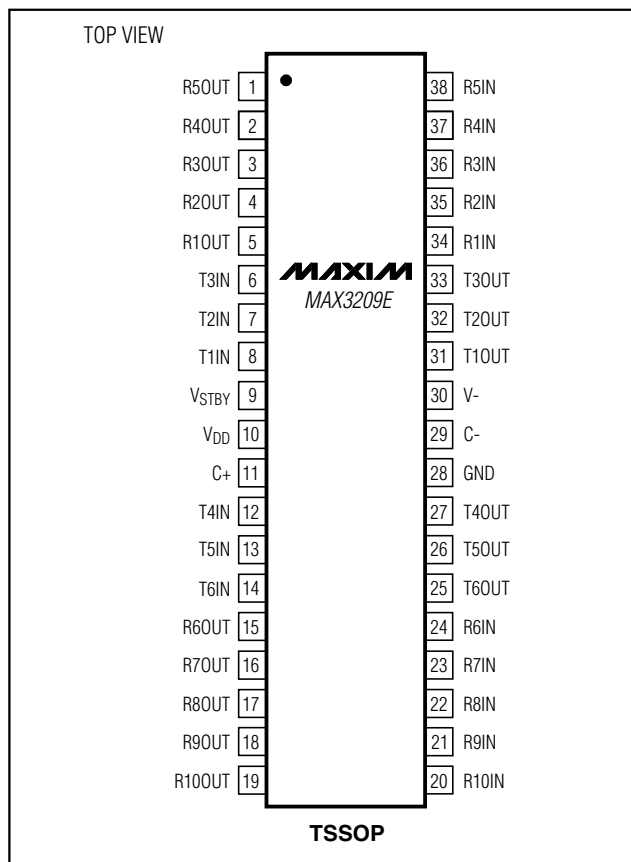 TOP VIEW
R5OUT 1 38 R5IN
R4OUT 2 37 R4IN
R3OUT 3 36 R3IN
R2OUT 4 35 R2IN
R1OUT 5 34 R1IN
MAXIM
T3IN 6 33 T3OUT
MAX3209E
T2IN 7 32 T2OUT
T1IN 8 31 T1OUT
VSTBY 9 30 V-
VDD 10 29 C-
C+ 11 28 GND
T4IN 12 27 T4OUT
T5IN 13 26 T5OUT
T6IN 14 25 T6OUT
R6OUT 15 24 R6IN
R7OUT 16 23 R7IN
R8OUT 17 22 R8IN
R9OUT 18 21 R9IN
R10OUT 19 20 R10IN
TSSOP